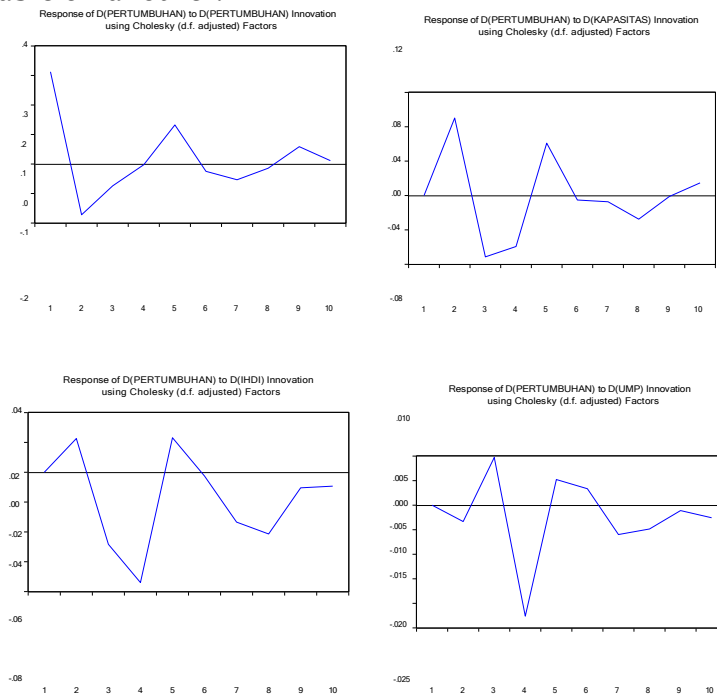 Response of D(PERTUMBUHAN) to D(PERTUMBUHAN) Innovation
using Cholesky (d.f. adjusted) Factors
.4
.3
.2
.1
.0
-.1
-.2
1 2 3 4 5 6 7 8 9 10
Response of D(PERTUMBUHAN) to D(KAPASITAS) Innovation
using Cholesky (d.f. adjusted) Factors
.12
.08
.04
.00
-.04
-.08
1 2 3 4 5 6 7 8 9 10
Response of D(PERTUMBUHAN) to D(IHDI) Innovation
using Cholesky (d.f. adjusted) Factors
.04
.02
.00
-.02
-.04
-.06
-.08
1 2 3 4 5 6 7 8 9 10
Response of D(PERTUMBUHAN) to D(UMP) Innovation
using Cholesky (d.f. adjusted) Factors
.010
.005
.000
-.005
-.010
-.015
-.020
-.025
1 2 3 4 5 6 7 8 9 10